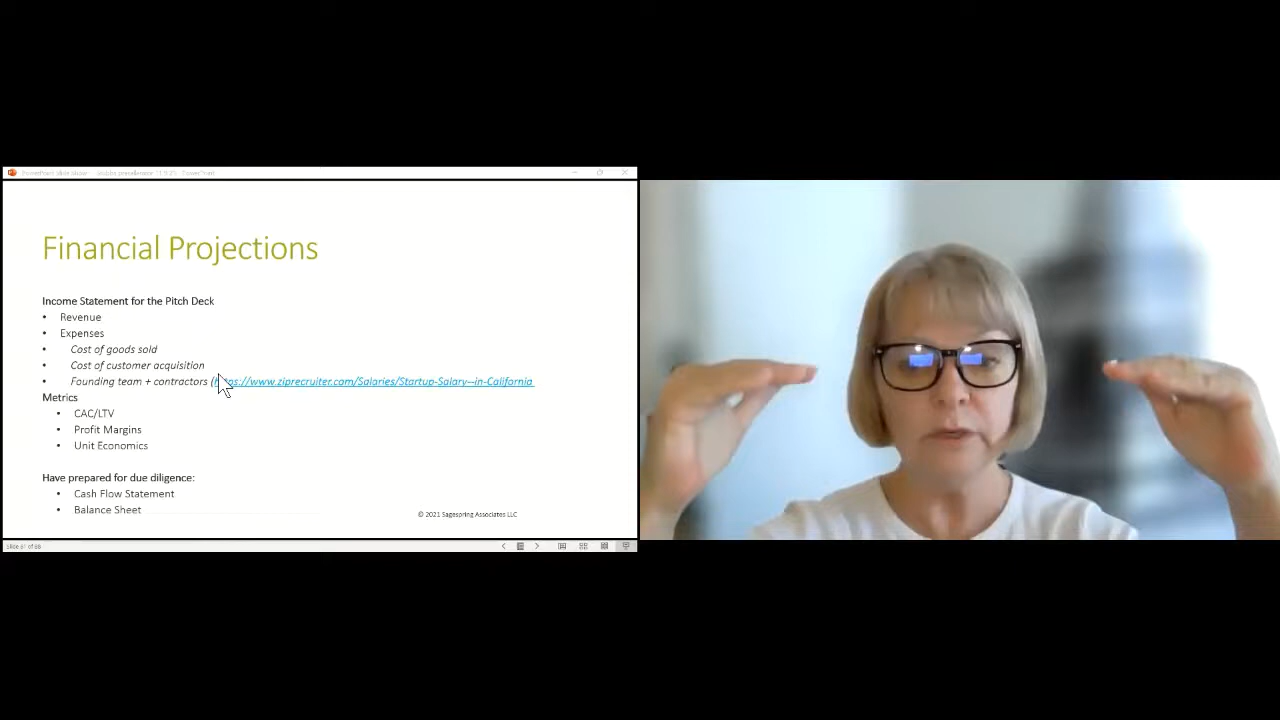 Financial Projections
Income Statement for the Pitch Deck
• Revenue
• Expenses
• Cost of goods sold
• Cost of customer acquisition
• Founding team + contractors (https://www.ziprecruiter.com/Salaries/Startup-Salary--in-California
Metrics
• CAC/LTV
• Profit Margins
• Unit Economics
Have prepared for due diligence:
• Cash Flow Statement
• Balance Sheet
© 2021 Sagespring Associates LLC